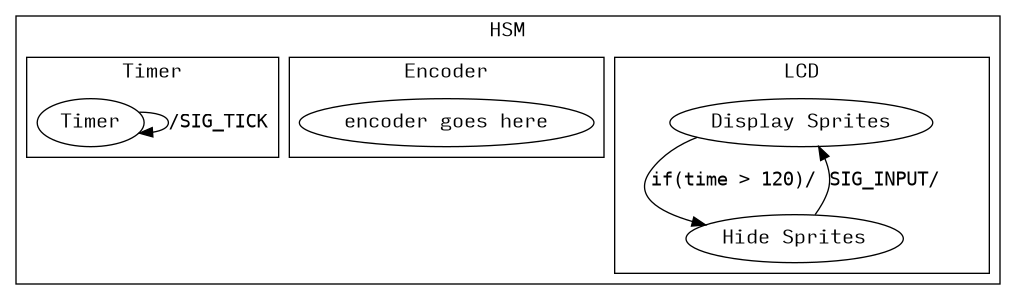 HSM
Timer
Timer
/SIG_TICK
Encoder
encoder goes here
LCD
Display Sprites
if(time > 120)/
SIG_INPUT/
Hide Sprites